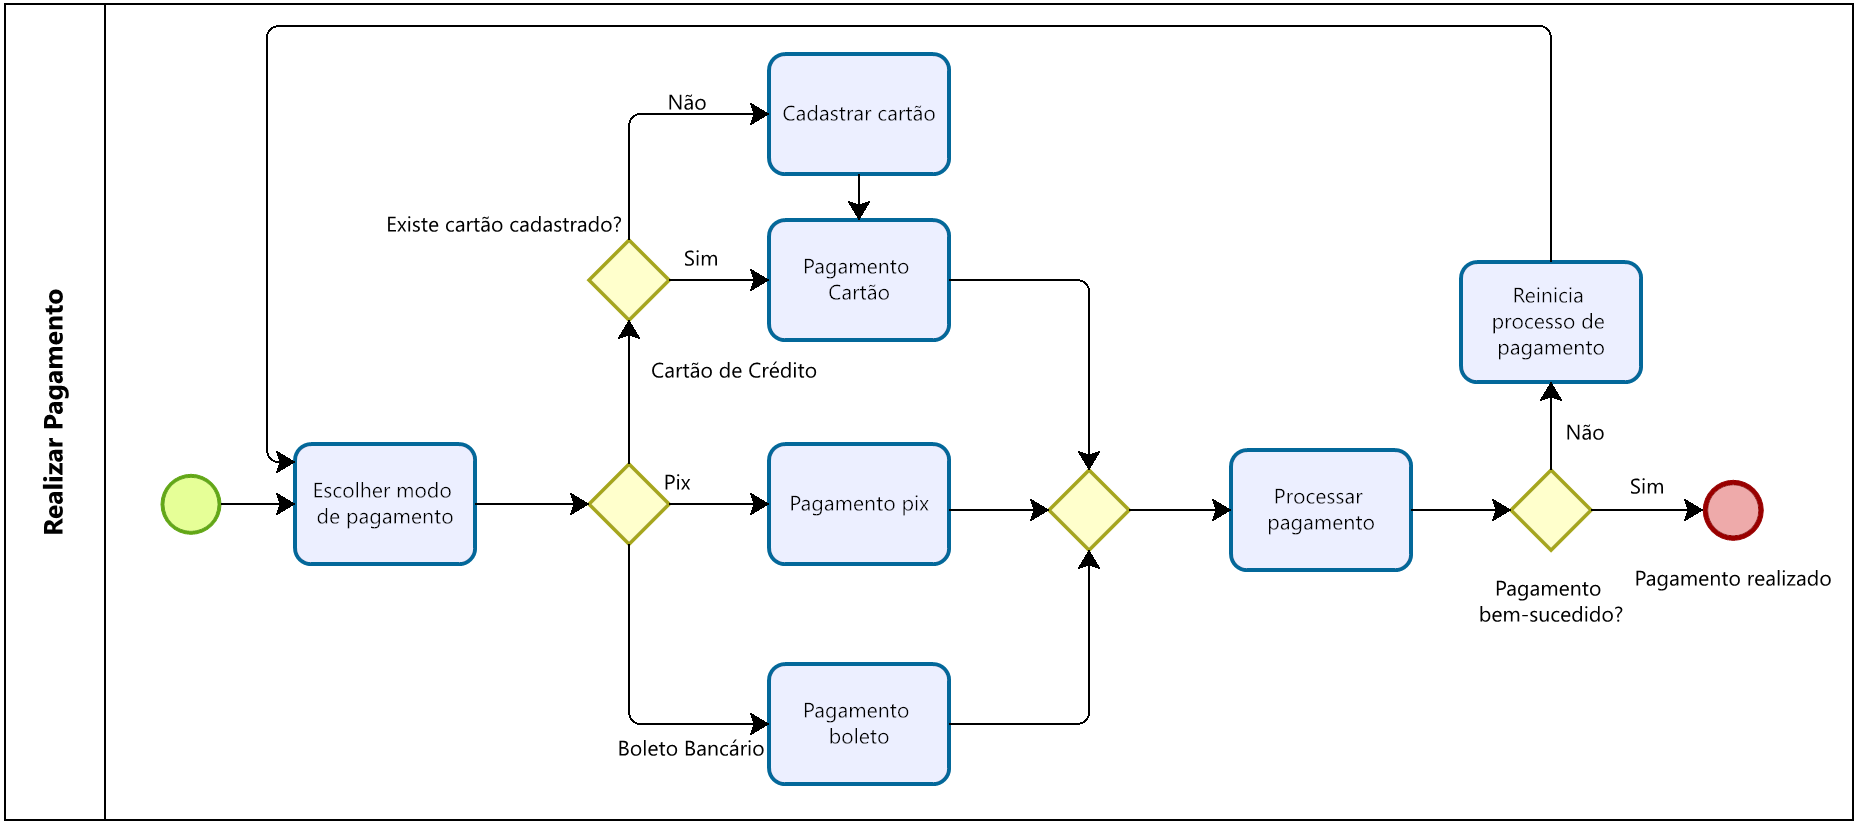 Realizar Pagamento
Não
Cadastrar cartão
Existe cartão cadastrado?
Sim
Pagamento
Cartão
Cartão de Crédito
Escolher modo
de pagamento
Pix
Pagamento pix
Boleto Bancário
Pagamento
boleto
Processar
pagamento
Reinicia
processo de
pagamento
Não
Sim
Pagamento
bem-sucedido?
Pagamento realizado